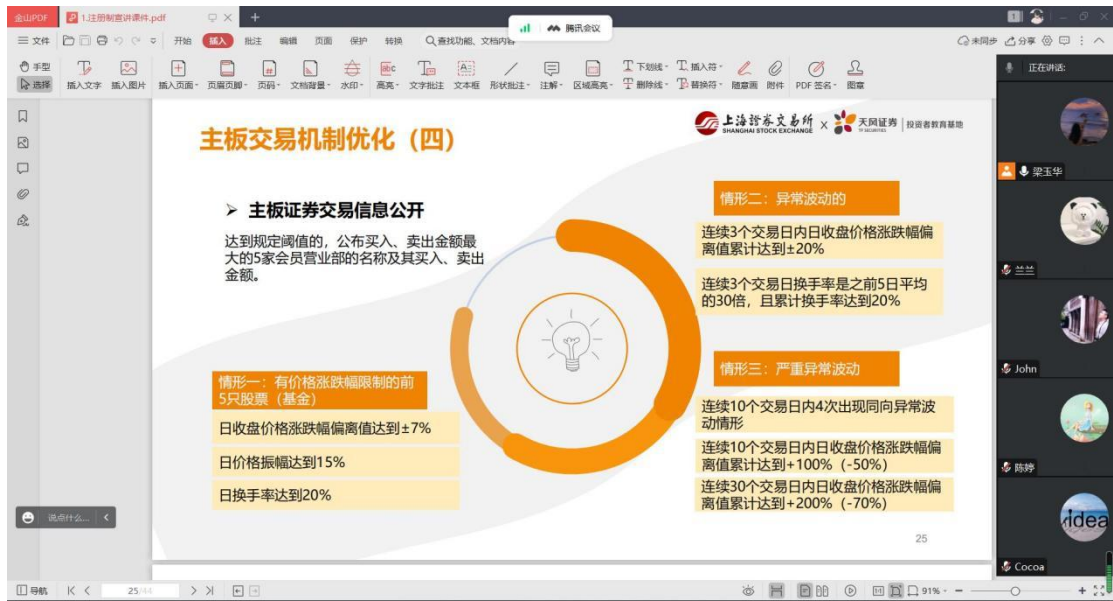 金山PDF
1.注册制宣讲课件.pdf
腾讯会议
1
文件
开始
插入
批注
编辑
页面
保护
转换
查找功能、文档内容
未同步
分享
手型
选择
插入文字
插入图片
插入页面
页眉页脚
页码
文档背景
水印
高亮
文字批注
文本框
形状批注
注解
区域高亮
下划线
删除线
插入符
替换符
随意画
附件
PDF 签名
图章
正在讲话:
主板交易机制优化（四）
上海证券交易所
SHANGHAI STOCK EXCHANGE
×
天风证券
TF SECURITIES
投资者教育基地
➢ 主板证券交易信息公开
达到规定阈值的，公布买入、卖出金额最
大的5家会员营业部的名称及其买入、卖出
金额。
情形一：有价格涨跌幅限制的前
5只股票（基金）
日收盘价格涨跌幅偏离值达到±7%
日价格振幅达到15%
日换手率达到20%
情形二：异常波动的
连续3个交易日内日收盘价格涨跌幅偏
离值累计达到±20%
连续3个交易日换手率是之前5日平均
的30倍，且累计换手率达到20%
情形三：严重异常波动
连续10个交易日内4次出现同向异常波
动情形
连续10个交易日内日收盘价格涨跌幅偏
离值累计达到+100%（-50%）
连续30个交易日内日收盘价格涨跌幅偏
离值累计达到+200%（-70%）
25
梁玉华
兰兰
John
陈婷
idea
Cocoa
说点什么...
导航
25/44
91%